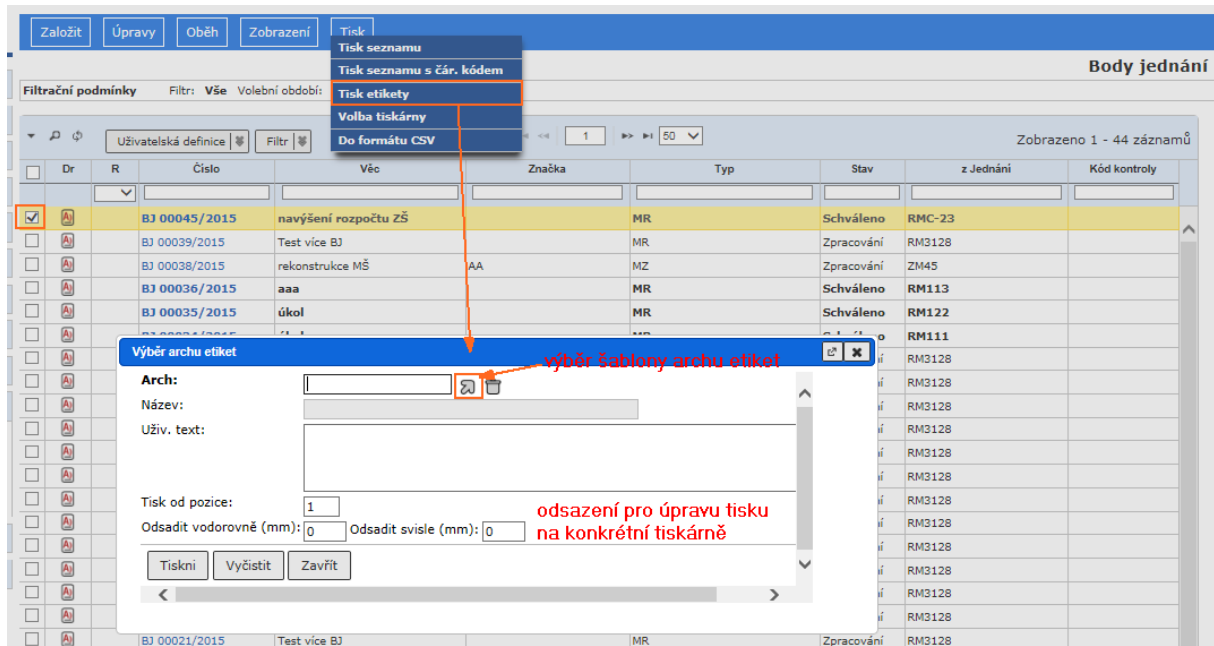 Založit Úpravy Oběh Zobrazení Tisk
Tisk seznamu
Tisk seznamu s čár. kódem
Tisk etikety
Volba tiskárny
Do formátu CSV
Body jednání
Filtrační podmínky Filtr: Vše Volební období:
Uživatelská definice Filtr 1 50 Zobrazeno 1 - 44 záznamů
Dr R Číslo Věc Značka Typ Stav z Jednání Kód kontroly
BJ 00045/2015 navýšení rozpočtu ZŠ MR Schváleno RMC-23
BJ 00039/2015 Test více BJ MR Zpracování RM3128
BJ 00038/2015 rekonstrukce MŠ AA MZ Zpracování ZM45
BJ 00036/2015 aaa MR Schváleno RM113
BJ 00035/2015 úkol MR Schváleno RM122
RM111
Výběr archu etiket
výběr šablony archu etiket
RM3128
Arch:
RM3128
Název:
RM3128
Uživ. text:
RM3128
RM3128
RM3128
Tisk od pozice: 1
RM3128
odsazení pro úpravu tisku
na konkrétní tiskárně
Odsadit vodorovně (mm): 0 Odsadit svisle (mm): 0
RM3128
RM3128
Tiskni Vyčistit Zavřít
RM3128
RM3128
RM3128
BJ 00021/2015 Test více BJ MR Zpracování RM3128